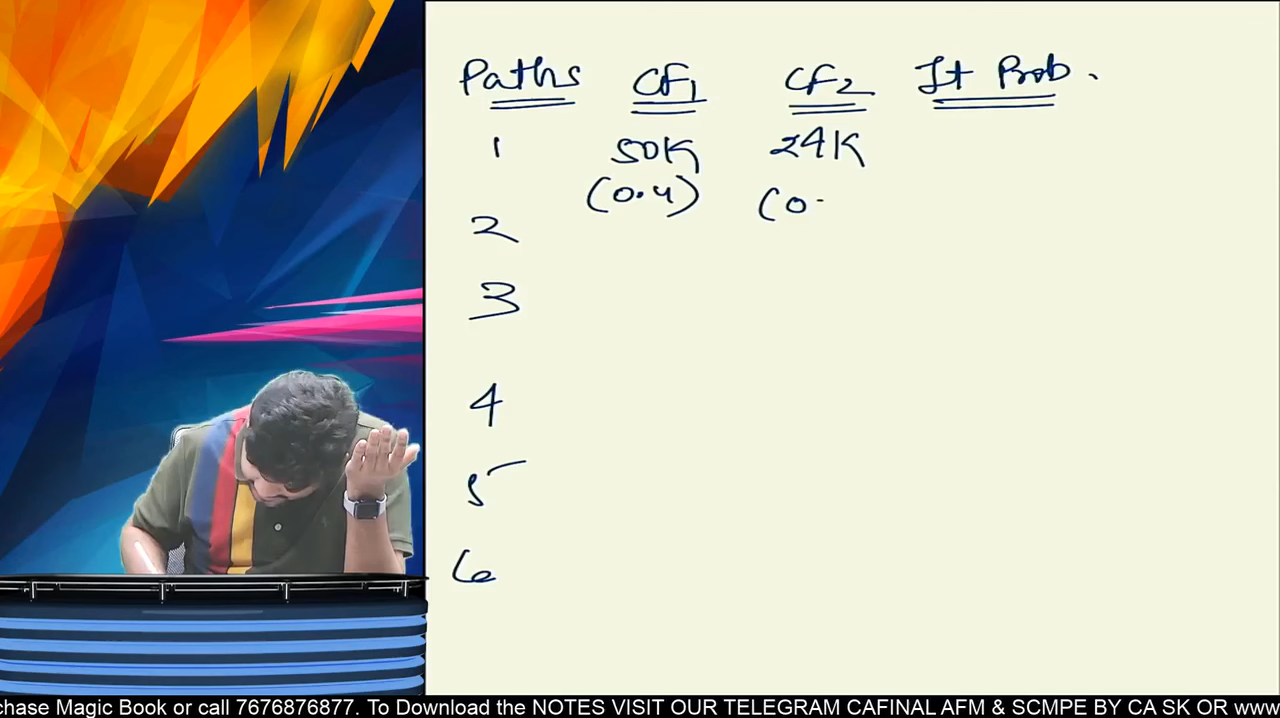 Paths CF1 CF2 Jt Prob.
1 50K 24K
(0.4) (0.
2
3
4
5
6
chase Magic Book or call 7676876877. To Download the NOTES VISIT OUR TELEGRAM CAFINAL AFM & SCMPE BY CA SK OR www